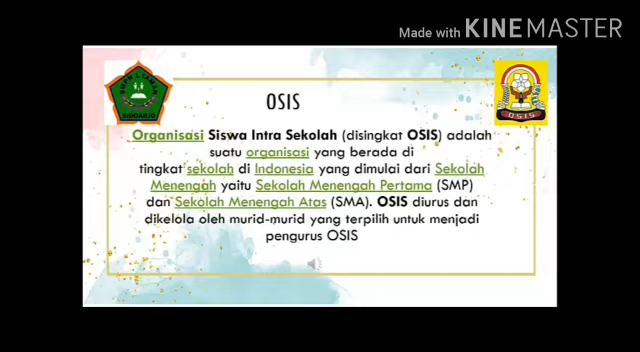 Made with KINEMASTER
OSIS
SIDOARJO
OSIS
Organisasi Siswa Intra Sekolah (disingkat OSIS) adalah
suatu organisasi yang berada di
tingkat sekolah di Indonesia yang dimulai dari Sekolah
Menengah yaitu Sekolah Menengah Pertama (SMP)
dan Sekolah Menengah Atas (SMA). OSIS diurus dan
dikelola oleh murid-murid yang terpilih untuk menjadi
pengurus OSIS